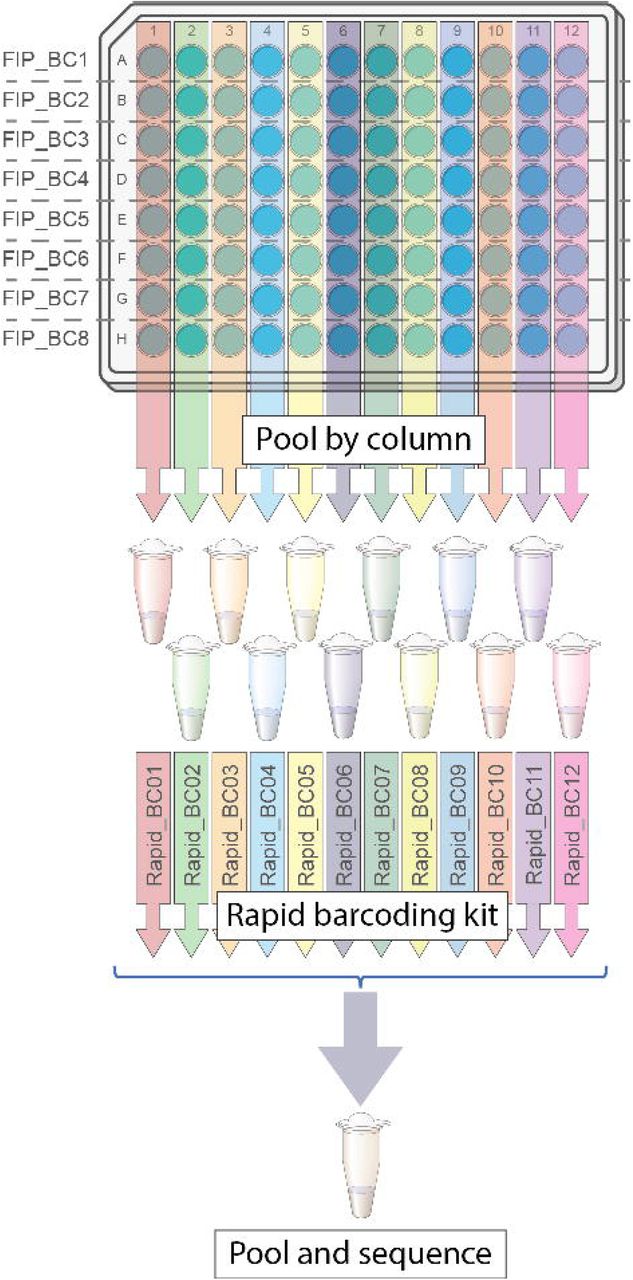 1 2 3 4 5 6 7 8 9 10 11 12
FIP_BC1 A
FIP_BC2 B
FIP_BC3 C
FIP_BC4 D
FIP_BC5 E
FIP_BC6 F
FIP_BC7 G
FIP_BC8 H
Pool by column
Rapid_BC01
Rapid_BC02
Rapid_BC03
Rapid_BC04
Rapid_BC05
Rapid_BC06
Rapid_BC07
Rapid_BC08
Rapid_BC09
Rapid_BC10
Rapid_BC11
Rapid_BC12
Rapid barcoding kit
Pool and sequence